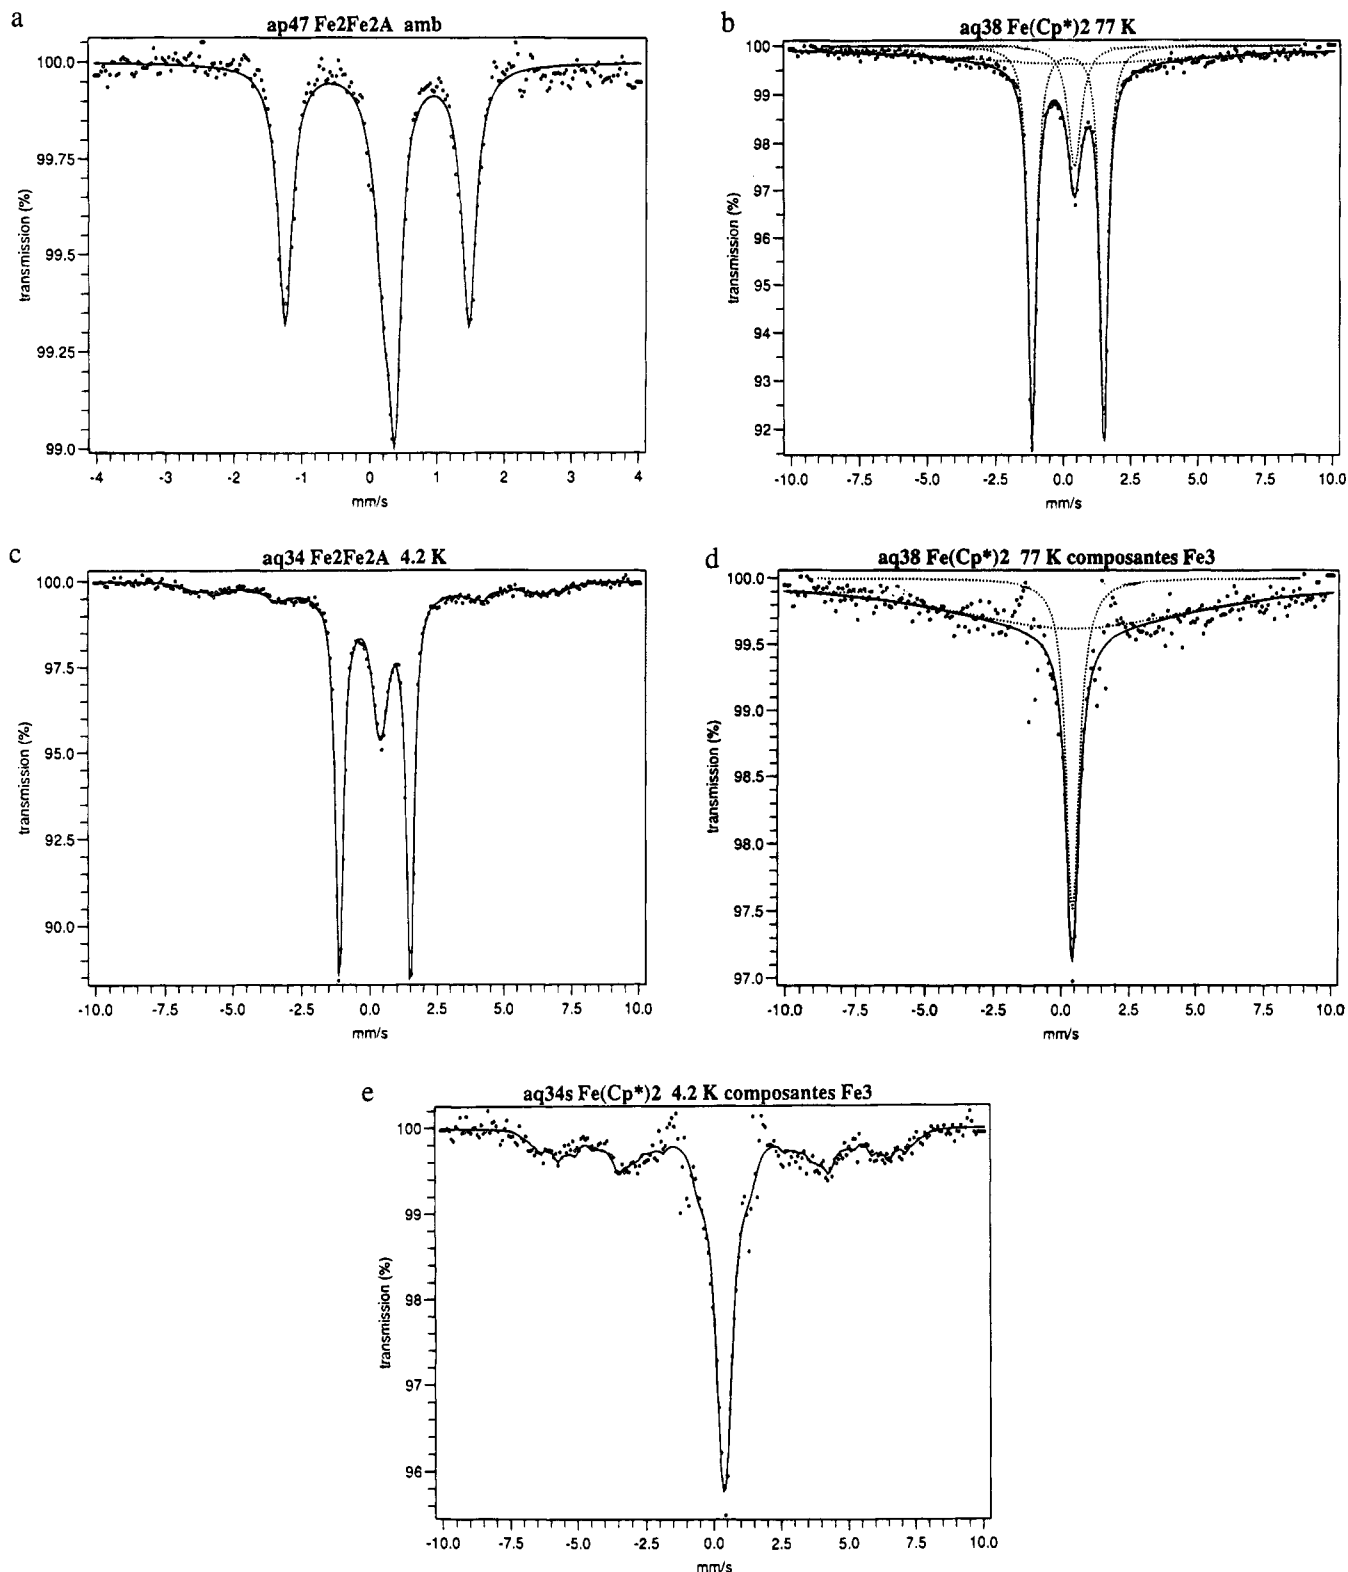 a
ap47 Fe2Fe2A amb
100.0
99.75
99.5
99.25
99.0
transmission (%)
-4 -3 -2 -1 0 1 2 3 4
mm/s
b
aq38 Fe(Cp*)2 77 K
100
99
98
97
96
95
94
93
92
transmission (%)
-10.0 -7.5 -5.0 -2.5 0.0 2.5 5.0 7.5 10.0
mm/s
c
aq34 Fe2Fe2A 4.2 K
100.0
97.5
95.0
92.5
90.0
transmission (%)
-10.0 -7.5 -5.0 -2.5 0.0 2.5 5.0 7.5 10.0
mm/s
d
aq38 Fe(Cp*)2 77 K composantes Fe3
100.0
99.5
99.0
98.5
98.0
97.5
97.0
transmission (%)
-10.0 -7.5 -5.0 -2.5 0.0 2.5 5.0 7.5 10.0
mm/s
e
aq34s Fe(Cp*)2 4.2 K composantes Fe3
100
99
98
97
96
transmission (%)
-10.0 -7.5 -5.0 -2.5 0.0 2.5 5.0 7.5 10.0
mm/s